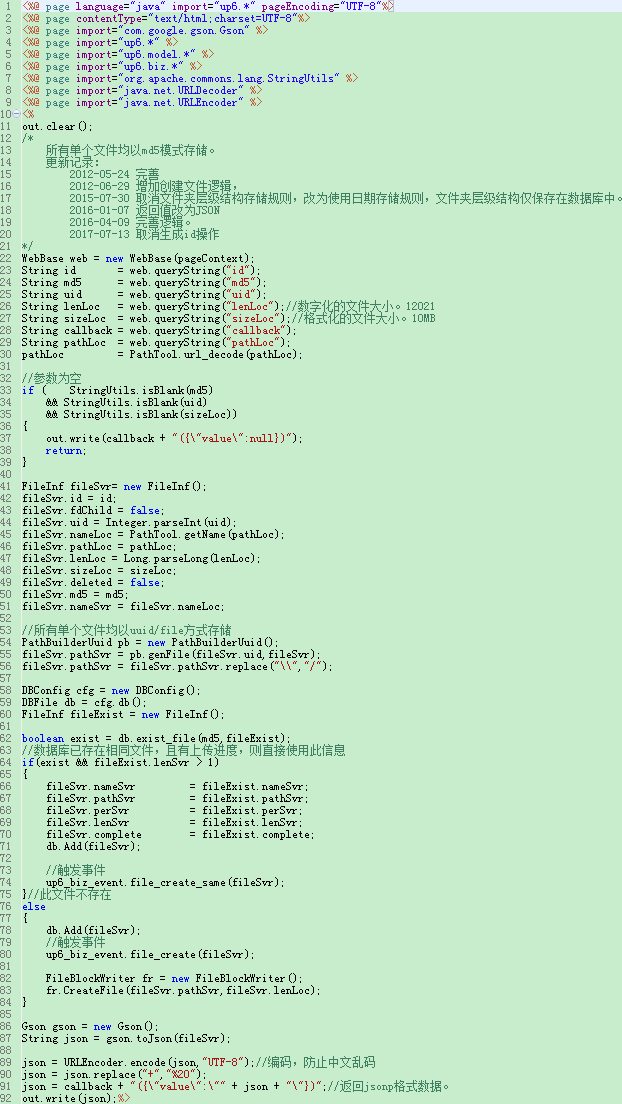 1 <%@ page language="java" import="up6.*" pageEncoding="UTF-8"%>
2 <%@ page contentType="text/html;charset=UTF-8"%>
3 <%@ page import="com.google.gson.Gson" %>
4 <%@ page import="up6.*" %>
5 <%@ page import="up6.model.*" %>
6 <%@ page import="up6.biz.*" %>
7 <%@ page import="org.apache.commons.lang.StringUtils" %>
8 <%@ page import="java.net.URLDecoder" %>
9 <%@ page import="java.net.URLEncoder" %>
10 <%
11 out.clear();
12 /*
13     所有单个文件均以md5模式存储。
14     更新记录:
15         2012-05-24 完善
16         2012-06-29 增加创建文件逻辑,
17         2015-07-30 取消文件夹层级结构存储规则,改为使用日期存储规则,文件夹层级结构仅保存在数据库中。
18         2016-01-07 返回值改为JSON
19         2016-04-09 完善逻辑。
20         2017-07-13 取消生成id操作
21 */
22 WebBase web = new WebBase(pageContext);
23 String id       = web.queryString("id");
24 String md5      = web.queryString("md5");
25 String uid      = web.queryString("uid");
26 String lenLoc   = web.queryString("lenLoc");//数字化的文件大小。12021
27 String sizeLoc  = web.queryString("sizeLoc");//格式化的文件大小。10MB
28 String callback = web.queryString("callback");
29 String pathLoc  = web.queryString("pathLoc");
30 pathLoc         = PathTool.url_decode(pathLoc);
31
32 //参数为空
33 if (    StringUtils.isBlank(md5)
34     && StringUtils.isBlank(uid)
35     && StringUtils.isBlank(sizeLoc))
36 {
37     out.write(callback + "({\"value\":null})");
38     return;
39 }
40
41 FileInf fileSvr= new FileInf();
42 fileSvr.id = id;
43 fileSvr.fdChild = false;
44 fileSvr.uid = Integer.parseInt(uid);
45 fileSvr.nameLoc = PathTool.getName(pathLoc);
46 fileSvr.pathLoc = pathLoc;
47 fileSvr.lenLoc = Long.parseLong(lenLoc);
48 fileSvr.sizeLoc = sizeLoc;
49 fileSvr.deleted = false;
50 fileSvr.md5 = md5;
51 fileSvr.nameSvr = fileSvr.nameLoc;
52
53 //所有单个文件均以uuid/file方式存储
54 PathBuilderUuid pb = new PathBuilderUuid();
55 fileSvr.pathSvr = pb.genFile(fileSvr.uid,fileSvr);
56 fileSvr.pathSvr = fileSvr.pathSvr.replace("\\","/");
57
58 DBConfig cfg = new DBConfig();
59 DBFile db = cfg.db();
60 FileInf fileExist = new FileInf();
61
62 boolean exist = db.exist_file(md5,fileExist);
63 //数据库已存在相同文件,且有上传进度,则直接使用此信息
64 if(exist && fileExist.lenSvr > 1)
65 {
66     fileSvr.nameSvr         = fileExist.nameSvr;
67     fileSvr.pathSvr         = fileExist.pathSvr;
68     fileSvr.perSvr          = fileExist.perSvr;
69     fileSvr.lenSvr          = fileExist.lenSvr;
70     fileSvr.complete        = fileExist.complete;
71     db.Add(fileSvr);
72
73     //触发事件
74     up6_biz_event.file_create_same(fileSvr);
75 }//此文件不存在
76 else
77 {
78     db.Add(fileSvr);
79     //触发事件
80     up6_biz_event.file_create(fileSvr);
81
82     FileBlockWriter fr = new FileBlockWriter();
83     fr.CreateFile(fileSvr.pathSvr,fileSvr.lenLoc);
84 }
85
86 Gson gson = new Gson();
87 String json = gson.toJson(fileSvr);
88
89 json = URLEncoder.encode(json,"UTF-8");//编码,防止中文乱码
90 json = json.replace("+","%20");
91 json = callback + "({\"value\":\"" + json + "\"})";//返回jsonp格式数据。
92 out.write(json);%>